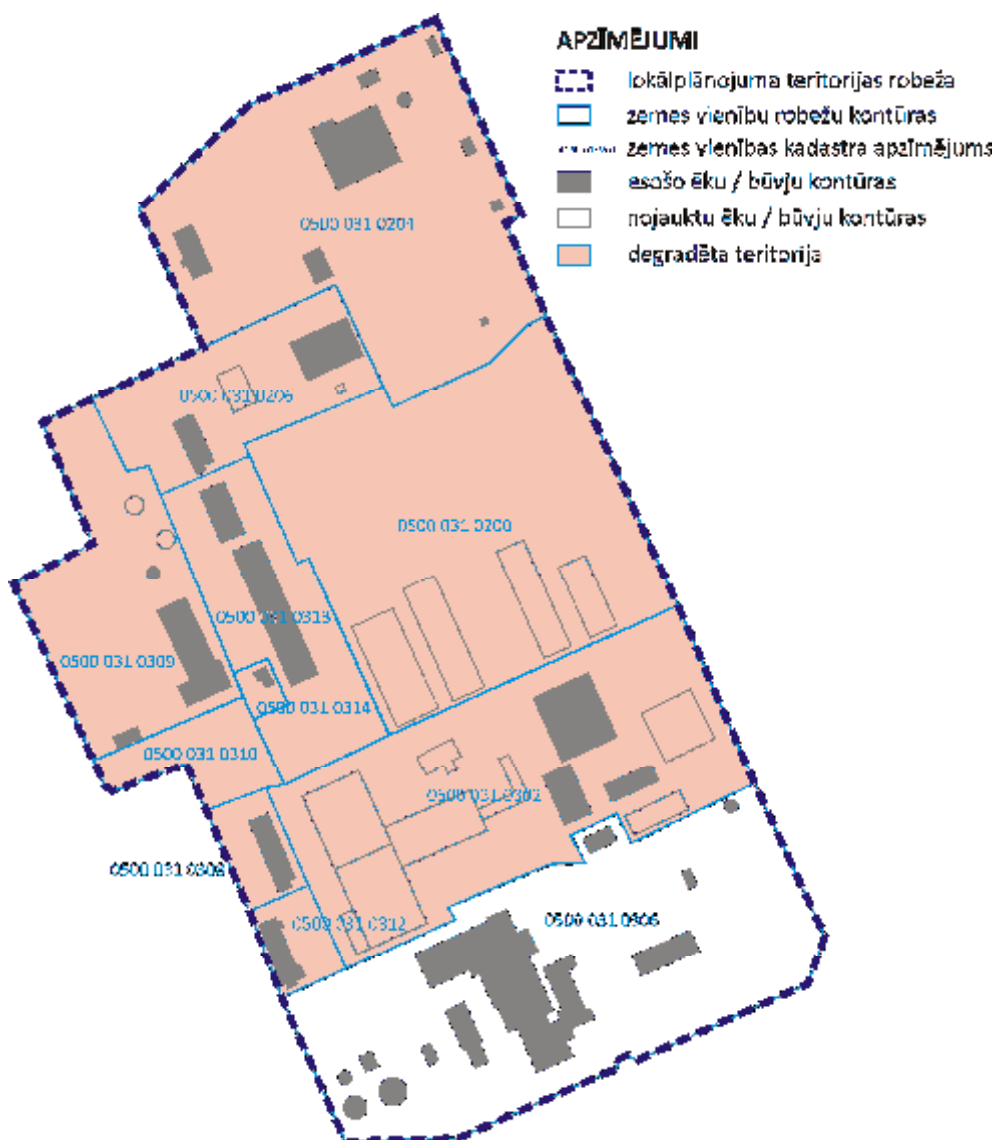 APZĪMĒJUMI
lokālplānojuma teritorijas robeža
zemes vienību robežu kontūras
zemes vienības kadastra apzīmējums
esošo ēku / būvju kontūras
nojauktu ēku / būvju kontūras
degradēta teritorija
0500 031 0204
0500 031 0206
0500 031 0200
0500 031 0313
0500 031 0309
0500 031 0314
0500 031 0310
0500 031 0302
0500 031 0308
0500 031 0312
0500 031 0306